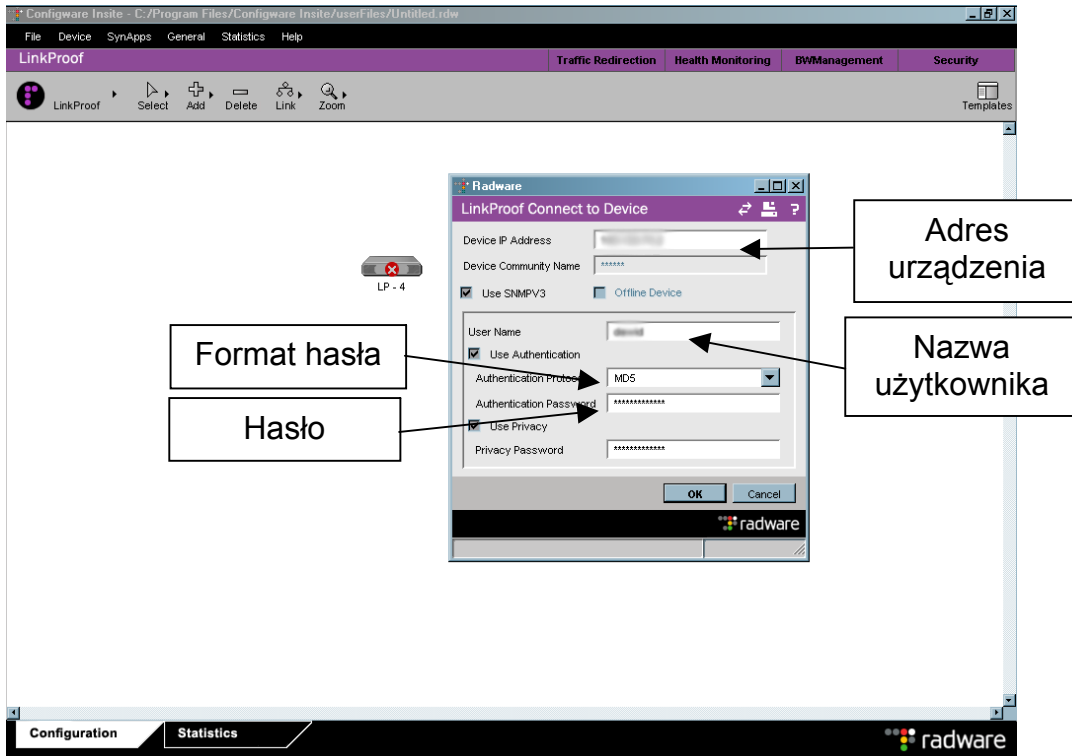 Configware Insite - C:/Program Files/Configware Insite/userFiles/Untitled.rdw
File Device SynApps General Statistics Help
LinkProof Traffic Redirection Health Monitoring BWManagement Security
LinkProof Select Add Delete Link Zoom Templates
LP - 4
Radware
LinkProof Connect to Device ?
Device IP Address
Device Community Name ******
Use SNMPV3 Offline Device
User Name
Use Authentication
Authentication MD5
Authentication Password *************
Use Privacy
Privacy Password *************
OK Cancel
radware
Adres
urządzenia
Nazwa
użytkownika
Format hasła
Hasło
Configuration Statistics
radware